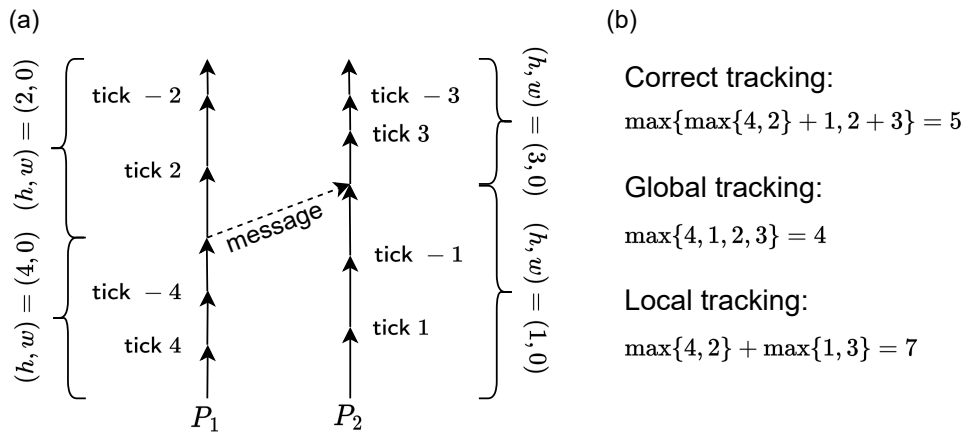 (a)
(h, w) = (2, 0)
(h, w) = (4, 0)
tick − 2
tick 2
tick − 4
tick 4
P₁
message
tick − 3
tick 3
tick − 1
tick 1
P₂
(h, w) = (3, 0)
(h, w) = (1, 0)
(b)
Correct tracking:
max{max{4, 2} + 1, 2 + 3} = 5
Global tracking:
max{4, 1, 2, 3} = 4
Local tracking:
max{4, 2} + max{1, 3} = 7